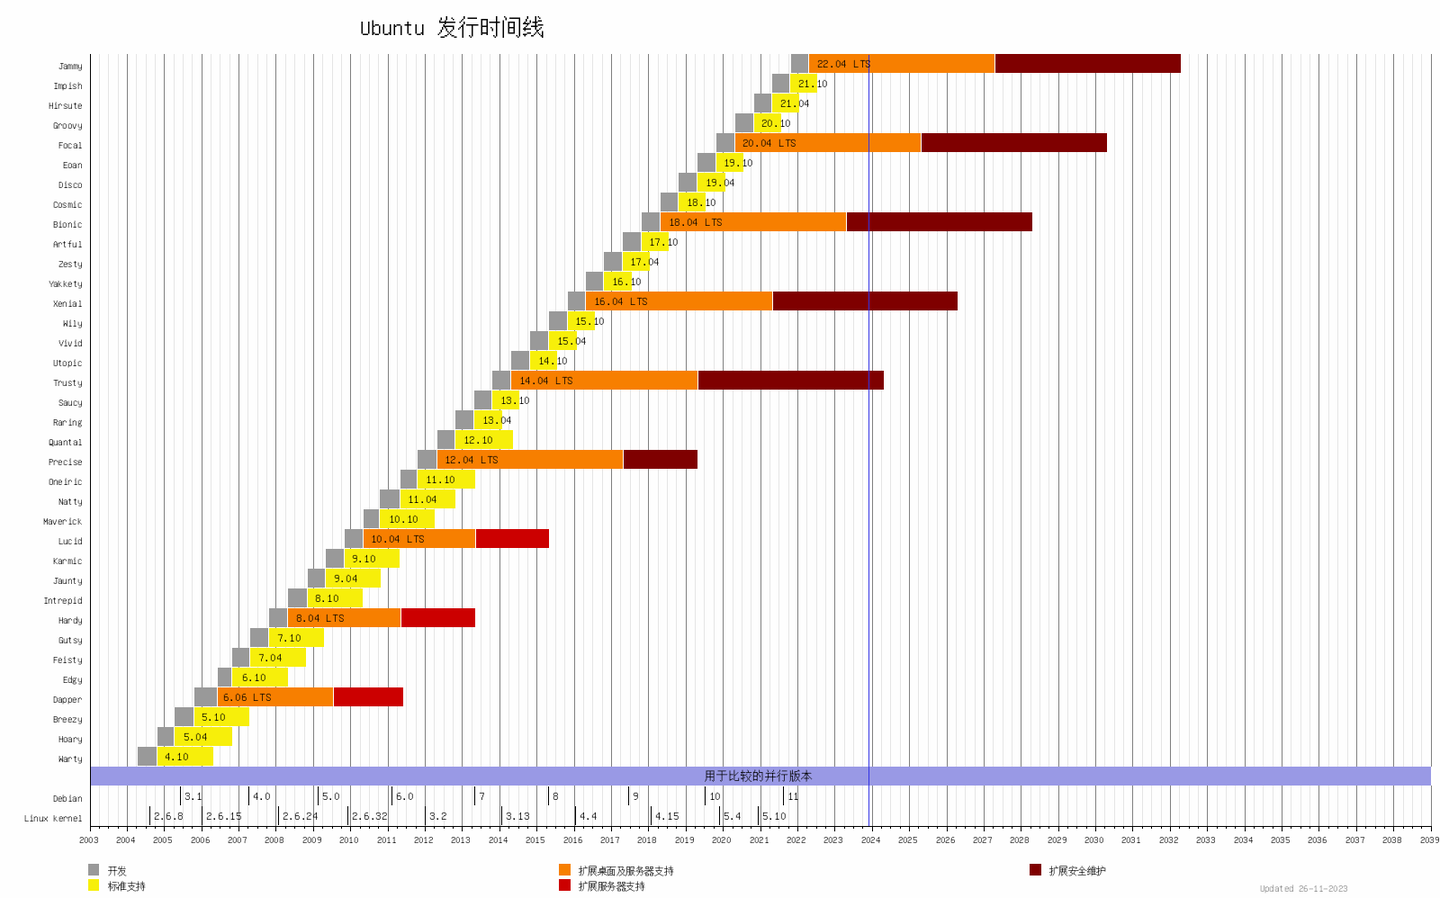 Ubuntu 发行时间线
Jammy 22.04 LTS
Impish 21.10
Hirsute 21.04
Groovy 20.10
Focal 20.04 LTS
Eoan 19.10
Disco 19.04
Cosmic 18.10
Bionic 18.04 LTS
Artful 17.10
Zesty 17.04
Yakkety 16.10
Xenial 16.04 LTS
Wily 15.10
Vivid 15.04
Utopic 14.10
Trusty 14.04 LTS
Saucy 13.10
Raring 13.04
Quantal 12.10
Precise 12.04 LTS
Oneiric 11.10
Natty 11.04
Maverick 10.10
Lucid 10.04 LTS
Karmic 9.10
Jaunty 9.04
Intrepid 8.10
Hardy 8.04 LTS
Gutsy 7.10
Feisty 7.04
Edgy 6.10
Dapper 6.06 LTS
Breezy 5.10
Hoary 5.04
Warty 4.10
用于比较的并行版本
Debian 3.1 4.0 5.0 6.0 7 8 9 10 11
Linux kernel 2.6.8 2.6.15 2.6.24 2.6.32 3.2 3.13 4.4 4.15 5.4 5.10
2003 2004 2005 2006 2007 2008 2009 2010 2011 2012 2013 2014 2015 2016 2017 2018 2019 2020 2021 2022 2023 2024 2025 2026 2027 2028 2029 2030 2031 2032 2033 2034 2035 2036 2037 2038 2039
开发 扩展桌面及服务器支持 扩展安全维护
标准支持 扩展服务器支持
Updated 26-11-2023